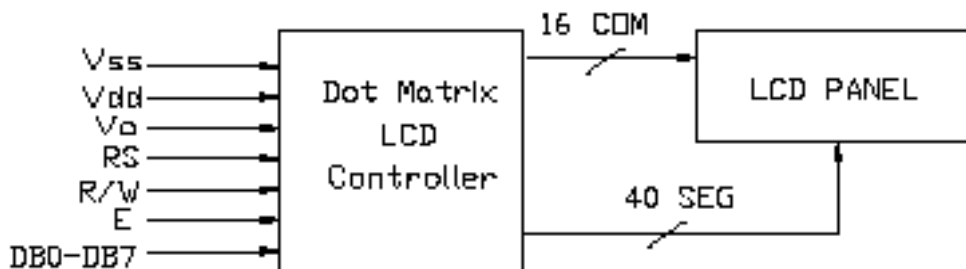 Vss
Vdd
Vo
RS
R/W
E
DB0-DB7
Dot Matrix
LCD
Controller
16 COM
40 SEG
LCD PANEL